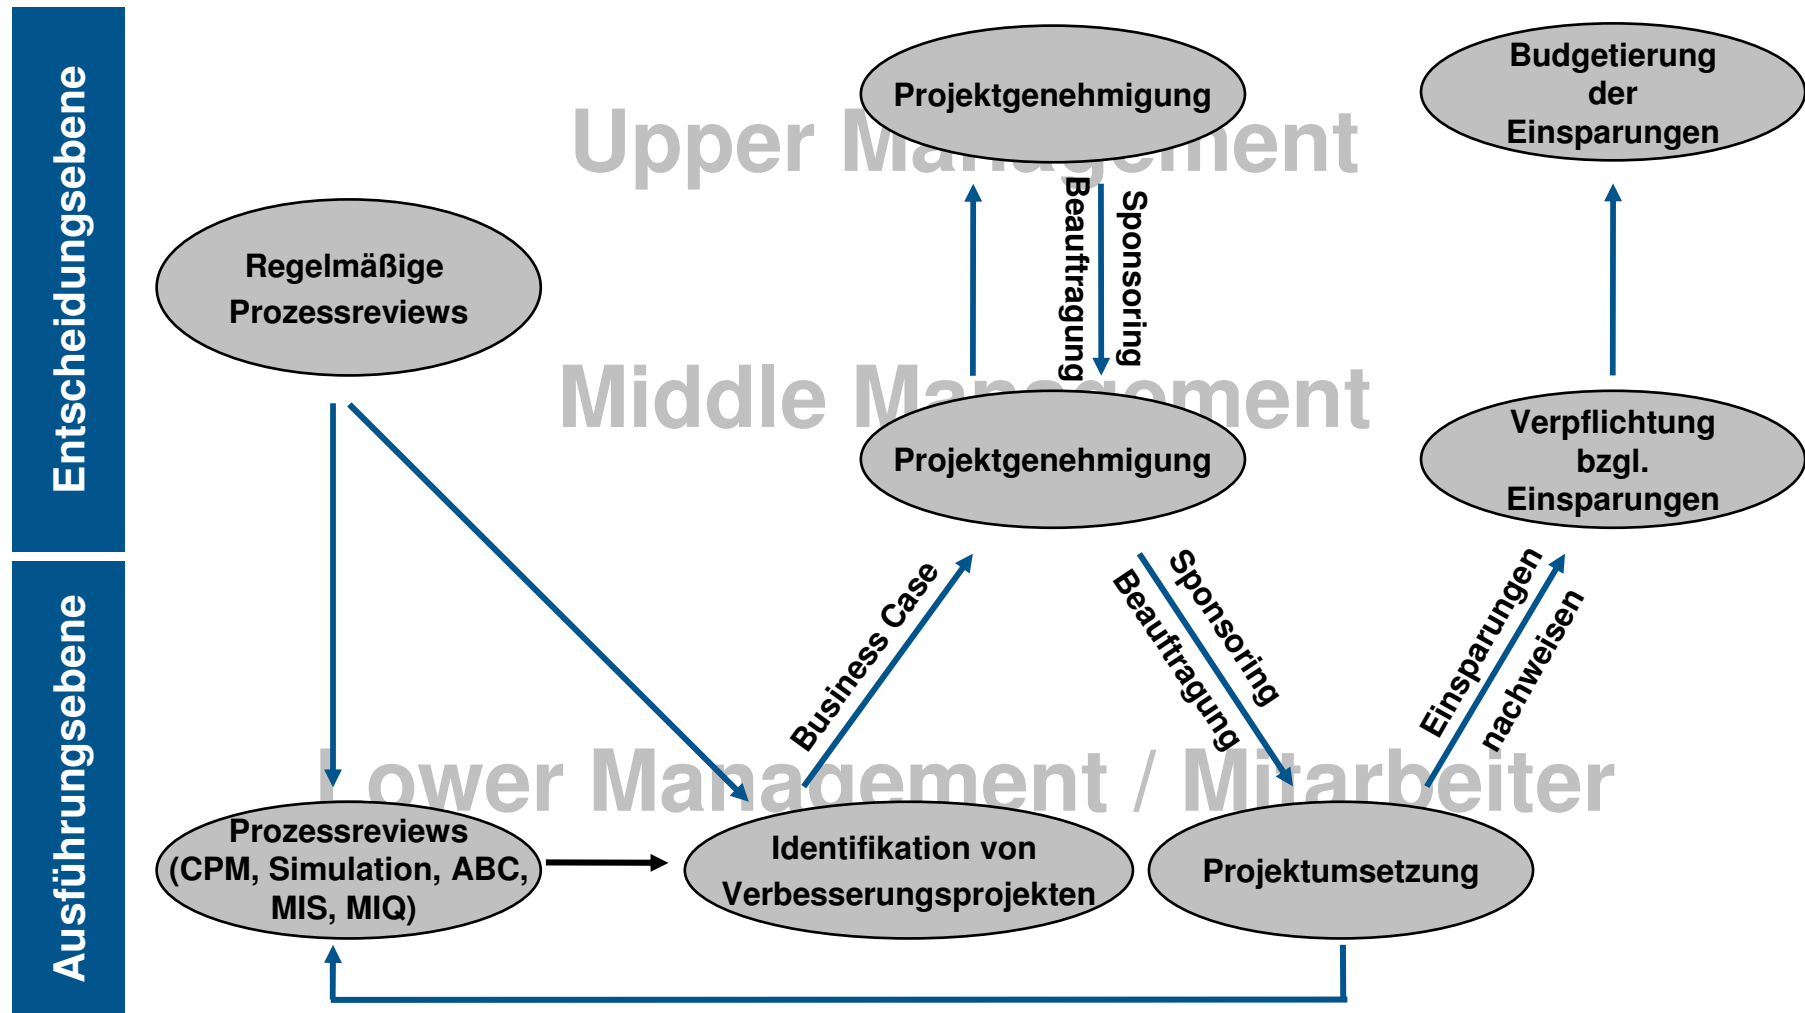 Entscheidungsebene
Ausführungsebene
Upper Management
Middle Management
Lower Management / Mitarbeiter
Projektgenehmigung
Budgetierung
der
Einsparungen
Regelmäßige
Prozessreviews
Beauftragung
Sponsoring
Projektgenehmigung
Verpflichtung
bzgl.
Einsparungen
Business Case
Sponsoring
Beauftragung
Einsparungen
nachweisen
Prozessreviews
(CPM, Simulation, ABC,
MIS, MIQ)
Identifikation von
Verbesserungsprojekten
Projektumsetzung